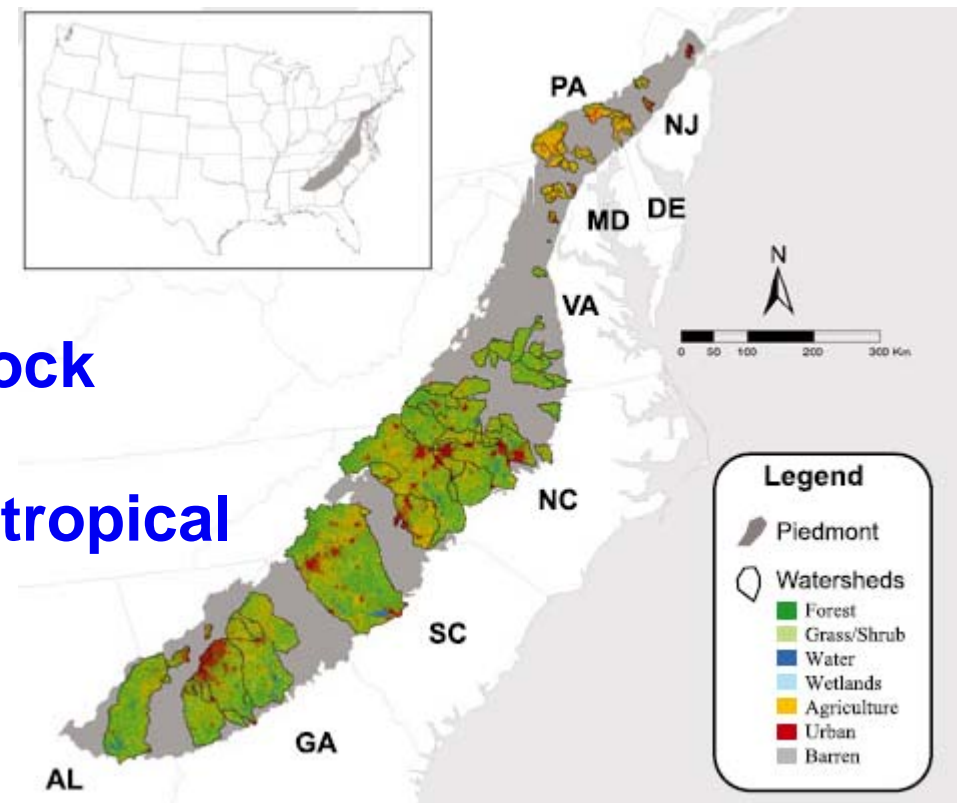 PA
NJ
MD
DE
N
VA
0 50 100 200 300 Km
ock
tropical
NC
SC
GA
AL
Legend
Piedmont
Watersheds
Forest
Grass/Shrub
Water
Wetlands
Agriculture
Urban
Barren